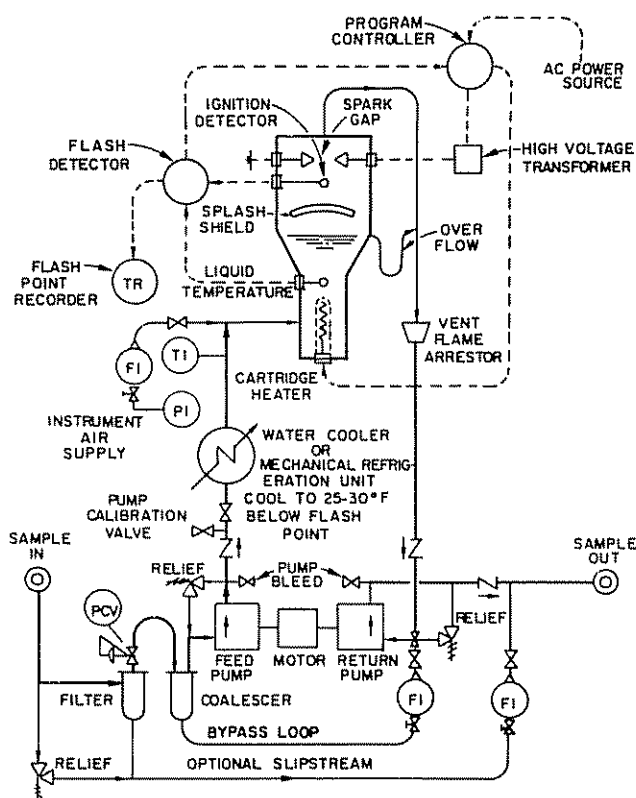 PROGRAM
CONTROLLER
AC POWER
SOURCE
IGNITION
DETECTOR
SPARK
GAP
FLASH
DETECTOR
HIGH VOLTAGE
TRANSFORMER
SPLASH
SHIELD
OVER
FLOW
FLASH
POINT
RECORDER
TR
LIQUID
TEMPERATURE
VENT
FLAME
ARRESTOR
FI
TI
PI
CARTRIDGE
HEATER
INSTRUMENT
AIR
SUPPLY
WATER COOLER
OR
MECHANICAL REFRIG
ERATION UNIT
COOL TO 25-30°F
BELOW FLASH
POINT
PUMP
CALIBRATION
VALVE
SAMPLE
IN
SAMPLE
OUT
RELIEF
PUMP
BLEED
RELIEF
PCV
FEED
PUMP
MOTOR
RETURN
PUMP
FILTER
COALESCER
FI
FI
BYPASS LOOP
RELIEF
OPTIONAL SLIPSTREAM